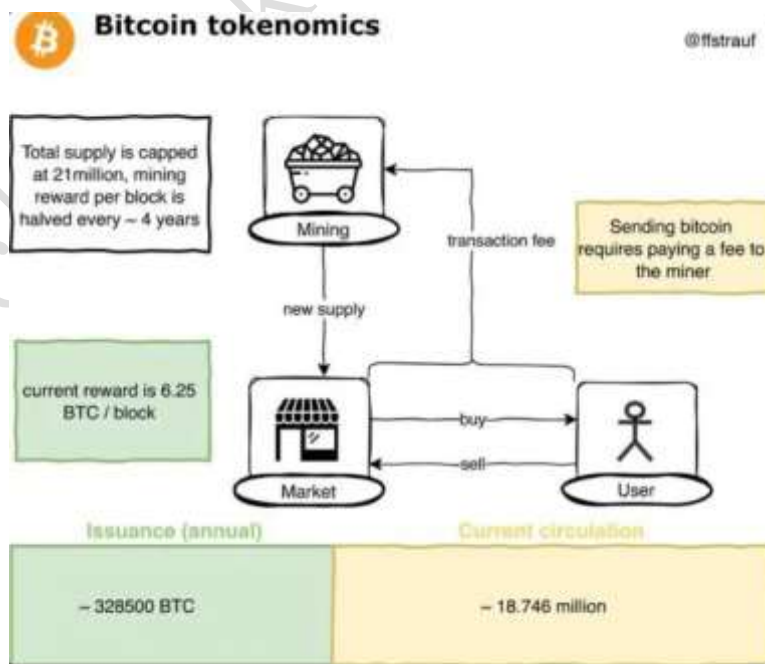 Bitcoin tokenomics
@ffstrauf
Total supply is capped
at 21million, mining
reward per block is
halved every ~ 4 years
Mining
transaction fee
Sending bitcoin
requires paying a fee to
the miner
new supply
current reward is 6.25
BTC / block
buy
sell
Market
User
Issuance (annual)
Current circulation
~ 328500 BTC
~ 18.746 million